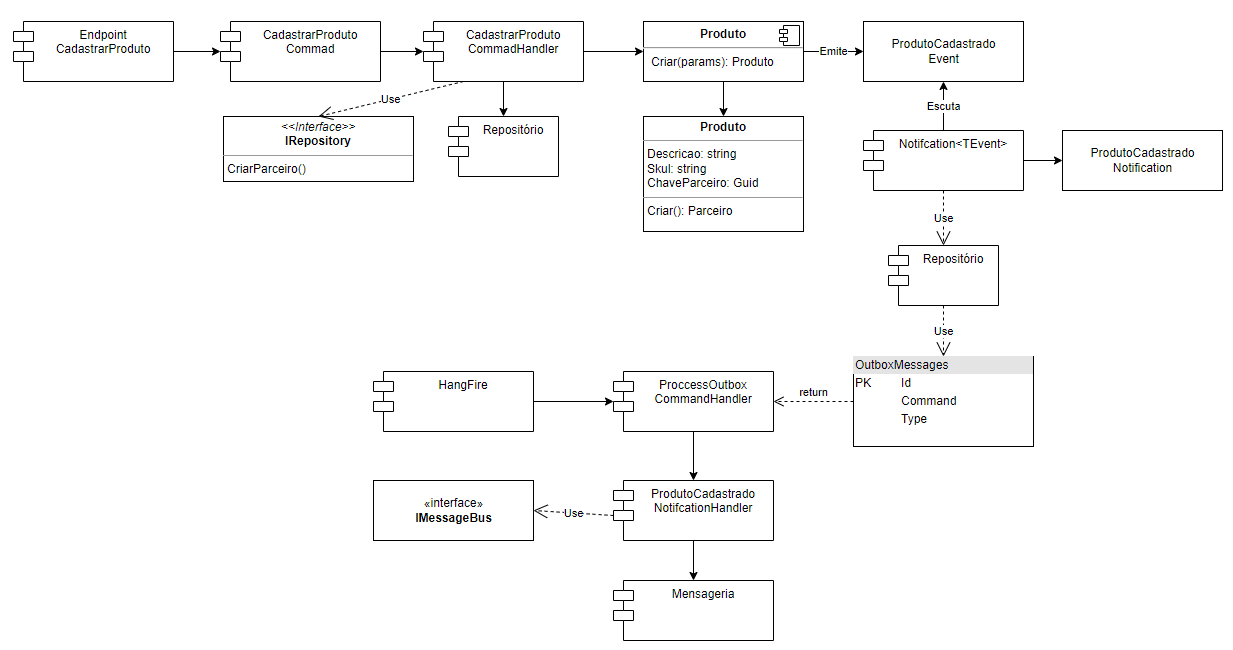 Endpoint
CadastrarProduto
CadastrarProduto
Commad
CadastrarProduto
CommadHandler
Produto
Criar(params): Produto
Emite
ProdutoCadastrado
Event
Use
<<Interface>>
IRepository
CriarParceiro()
Repositório
Produto
Descricao: string
Skul: string
ChaveParceiro: Guid
Criar(): Parceiro
Escuta
Notifcation<TEvent>
ProdutoCadastrado
Notification
Use
Repositório
Use
OutboxMessages
PK Id
Command
Type
return
HangFire
ProccessOutbox
CommandHandler
«interface»
IMessageBus
Use
ProdutoCadastrado
NotifcationHandler
Mensageria